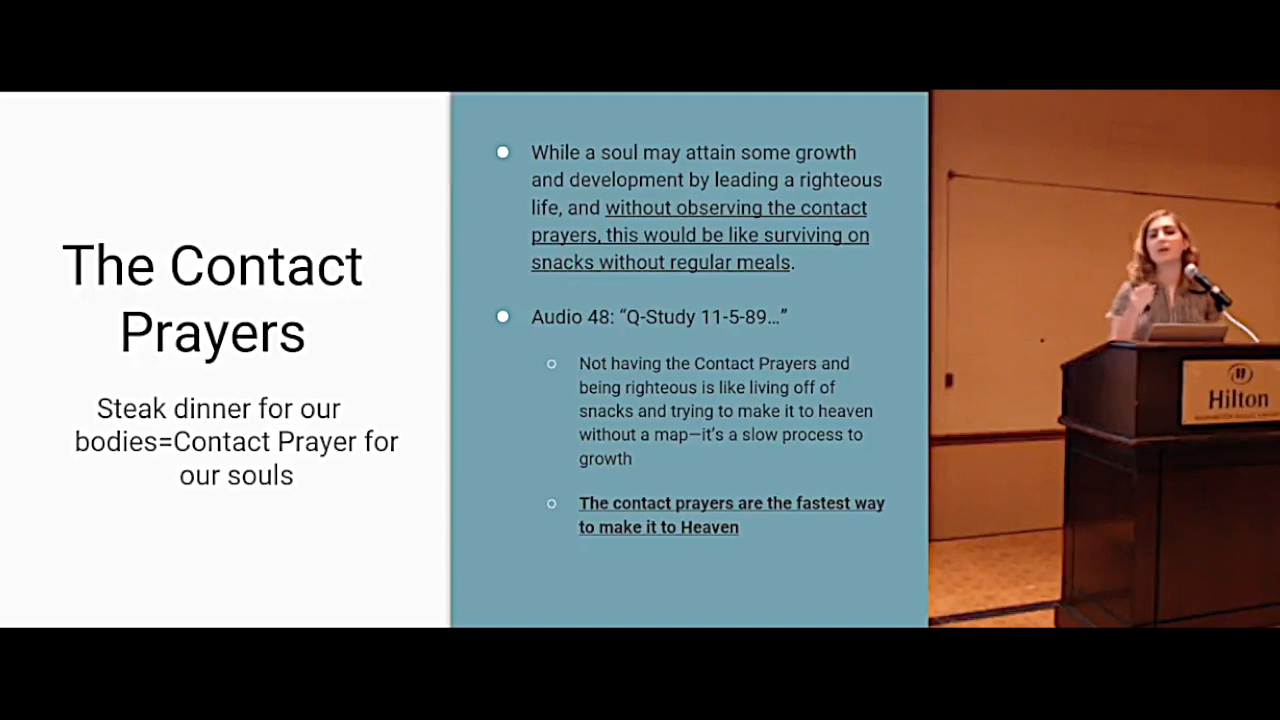 The Contact
Prayers
Steak dinner for our
bodies=Contact Prayer for
our souls
While a soul may attain some growth
and development by leading a righteous
life, and without observing the contact
prayers, this would be like surviving on
snacks without regular meals.
Audio 48: “Q-Study 11-5-89…”
Not having the Contact Prayers and
being righteous is like living off of
snacks and trying to make it to heaven
without a map—it’s a slow process to
growth
The contact prayers are the fastest way
to make it to Heaven
Hilton